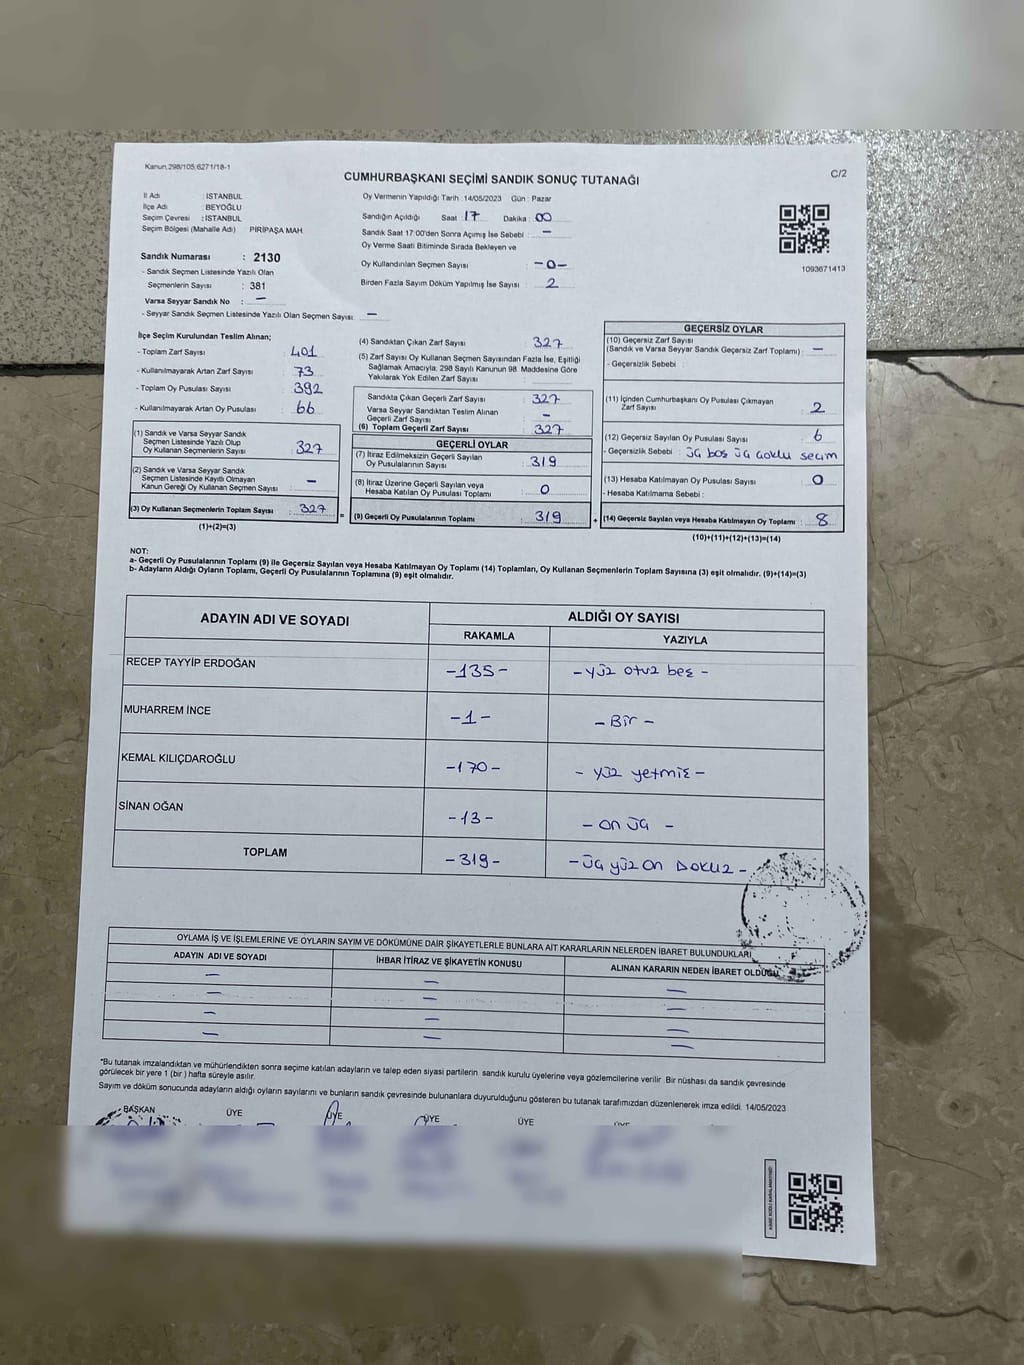 Kanun 298/105, 6271/18-1
CUMHURBAŞKANI SEÇİMİ SANDIK SONUÇ TUTANAĞI
C/2
İl Adı : İSTANBUL
İlçe Adı : BEYOĞLU
Seçim Çevresi : İSTANBUL
Seçim Bölgesi (Mahalle Adı) PİRİPAŞA MAH.
Sandık Numarası : 2130
- Sandık Seçmen Listesinde Yazılı Olan
Seçmenlerin Sayısı : 381
Varsa Seyyar Sandık No : —
- Seyyar Sandık Seçmen Listesinde Yazılı Olan Seçmen Sayısı: —
Oy Vermenin Yapıldığı Tarih : 14/05/2023 Gün : Pazar
Sandığın Açıldığı Saat 17 Dakika : 00
Sandık Saat 17:00'den Sonra Açımış İse Sebebi : —
Oy Verme Saati Bitiminde Sırada Bekleyen ve
Oy Kullandırılan Seçmen Sayısı : -0-
Birden Fazla Sayım Döküm Yapılmış İse Sayısı : 2
1093671413
İlçe Seçim Kurulundan Teslim Alınan;
- Toplam Zarf Sayısı : 401
- Kullanılmayarak Artan Zarf Sayısı : 73
- Toplam Oy Pusulası Sayısı : 392
- Kullanılmayarak Artan Oy Pusulası : 66
(1) Sandık ve Varsa Seyyar Sandık
Seçmen Listesinde Yazılı Olup
Oy Kullanan Seçmenlerin Sayısı : 327
(2) Sandık ve Varsa Seyyar Sandık
Seçmen Listesinde Kayıtlı Olmayan
Kanun Gereği Oy Kullanan Seçmen Sayısı : —
(3) Oy Kullanan Seçmenlerin Toplam Sayısı : 327
(1)+(2)=(3)
(4) Sandıktan Çıkan Zarf Sayısı : 327
(5) Zarf Sayısı Oy Kullanan Seçmen Sayısından Fazla İse, Eşitliği
Sağlamak Amacıyla, 298 Sayılı Kanunun 98. Maddesine Göre
Yakılarak Yok Edilen Zarf Sayısı :
Sandıkta Çıkan Geçerli Zarf Sayısı : 327
Varsa Seyyar Sandıktan Teslim Alınan
Geçerli Zarf Sayısı : —
(6) Toplam Geçerli Zarf Sayısı : 327
GEÇERLİ OYLAR
(7) İtiraz Edilmeksizin Geçerli Sayılan
Oy Pusulalarının Sayısı : 319
(8) İtiraz Üzerine Geçerli Sayılan veya
Hesaba Katılan Oy Pusulası Toplamı : 0
= (9) Geçerli Oy Pusulalarının Toplamı : 319
GEÇERSİZ OYLAR
(10) Geçersiz Zarf Sayısı
(Sandık ve Varsa Seyyar Sandık Geçersiz Zarf Toplamı) : —
- Geçersizlik Sebebi :
(11) İçinden Cumhurbaşkanı Oy Pusulası Çıkmayan
Zarf Sayısı : 2
(12) Geçersiz Sayılan Oy Pusulası Sayısı : 6
- Geçersizlik Sebebi : üç boş üç çoklu seçim
(13) Hesaba Katılmayan Oy Pusulası Sayısı : 0
- Hesaba Katılmama Sebebi :
+ (14) Geçersiz Sayılan veya Hesaba Katılmayan Oy Toplamı : 8
(10)+(11)+(12)+(13)=(14)
NOT:
a- Geçerli Oy Pusulalarının Toplamı (9) ile Geçersiz Sayılan veya Hesaba Katılmayan Oy Toplamı (14) Toplamları, Oy Kullanan Seçmenlerin Toplam Sayısına (3) eşit olmalıdır. (9)+(14)=(3)
b- Adayların Aldığı Oyların Toplamı, Geçerli Oy Pusulalarının Toplamına (9) eşit olmalıdır.
ADAYIN ADI VE SOYADI
ALDIĞI OY SAYISI
RAKAMLA YAZIYLA
RECEP TAYYİP ERDOĞAN -135- -yüz otuz beş-
MUHARREM İNCE -1- -Bir-
KEMAL KILIÇDAROĞLU -170- -yüz yetmiş-
SİNAN OĞAN -13- -on üç-
TOPLAM -319- -üç yüz on Dokuz-
OYLAMA İŞ VE İŞLEMLERİNE VE OYLARIN SAYIM VE DÖKÜMÜNE DAİR ŞİKAYETLERLE BUNLARA AİT KARARLARIN NELERDEN İBARET BULUNDUKLARI
ADAYIN ADI VE SOYADI İHBAR İTİRAZ VE ŞİKAYETİN KONUSU ALINAN KARARIN NEDEN İBARET OLDUĞU
— — —
— — —
— — —
— — —
*Bu tutanak imzalandıktan ve mühürlendikten sonra seçime katılan adayların ve talep eden siyasi partilerin sandık kurulu üyelerine veya gözlemcilerine verilir. Bir nüshası da sandık çevresinde
görülecek bir yere 1 (bir) hafta süreyle asılır.
Sayım ve döküm sonucunda adayların aldığı oyların sayılarını ve bunların sandık çevresinde bulunanlara duyurulduğunu gösteren bu tutanak tarafımızdan düzenlenerek imza edildi. 14/05/2023
BAŞKAN ÜYE ÜYE ÜYE ÜYE ÜYE